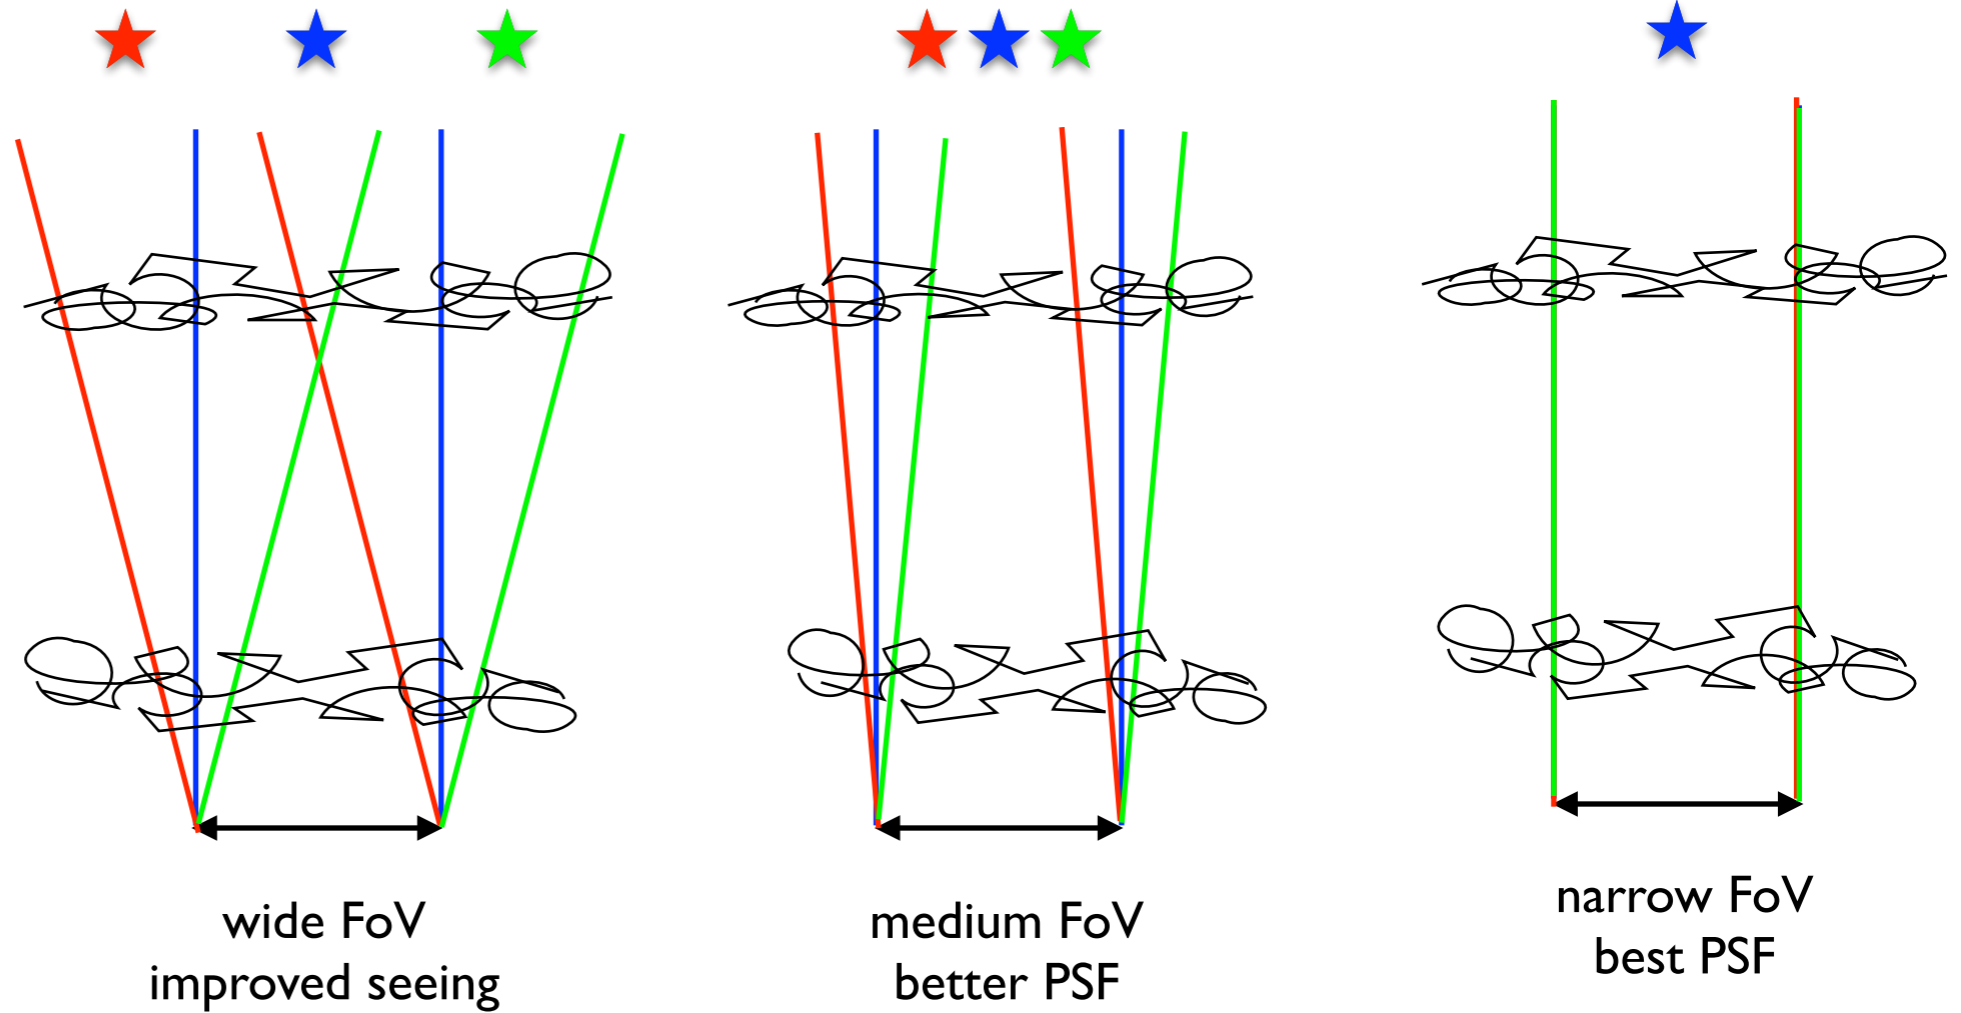 wide FoV
improved seeing
medium FoV
better PSF
narrow FoV
best PSF